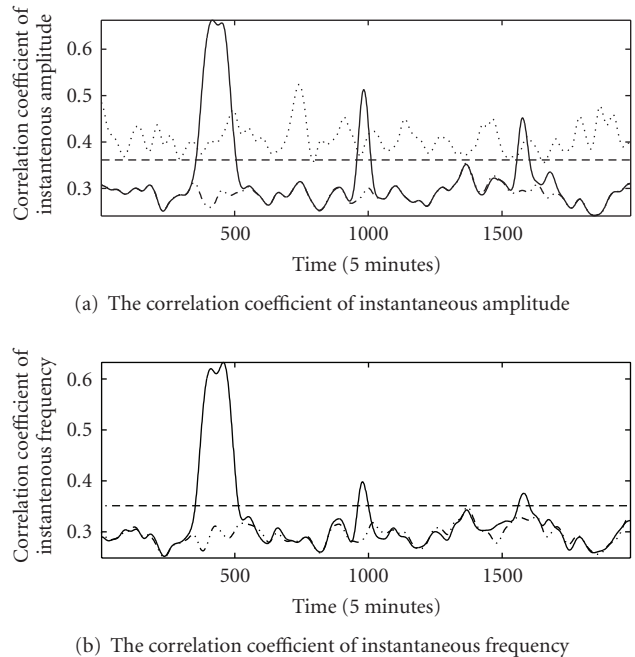 Correlation coefficient of
instantenous amplitude
0.6
0.5
0.4
0.3
500
1000
1500
Time (5 minutes)
(a) The correlation coefficient of instantaneous amplitude
Correlation coefficient of
instantenous frequency
0.6
0.5
0.4
0.3
500
1000
1500
Time (5 minutes)
(b) The correlation coefficient of instantaneous frequency